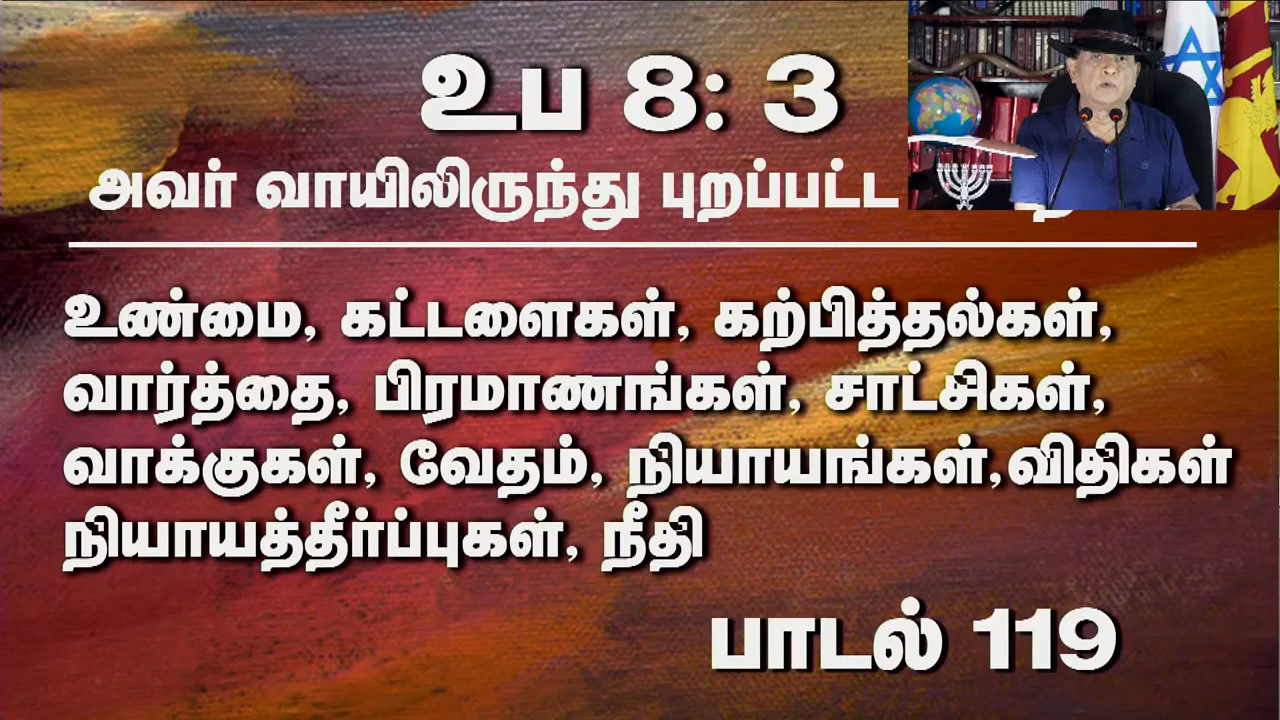 உப 8: 3
அவர் வாயிலிருந்து புறப்பட்ட
உண்மை, கட்டளைகள், கற்பித்தல்கள்,
வார்த்தை, பிரமாணங்கள், சாட்சிகள்,
வாக்குகள், வேதம், நியாயங்கள்,விதிகள்
நியாயத்தீர்ப்புகள், நீதி
பாடல் 119